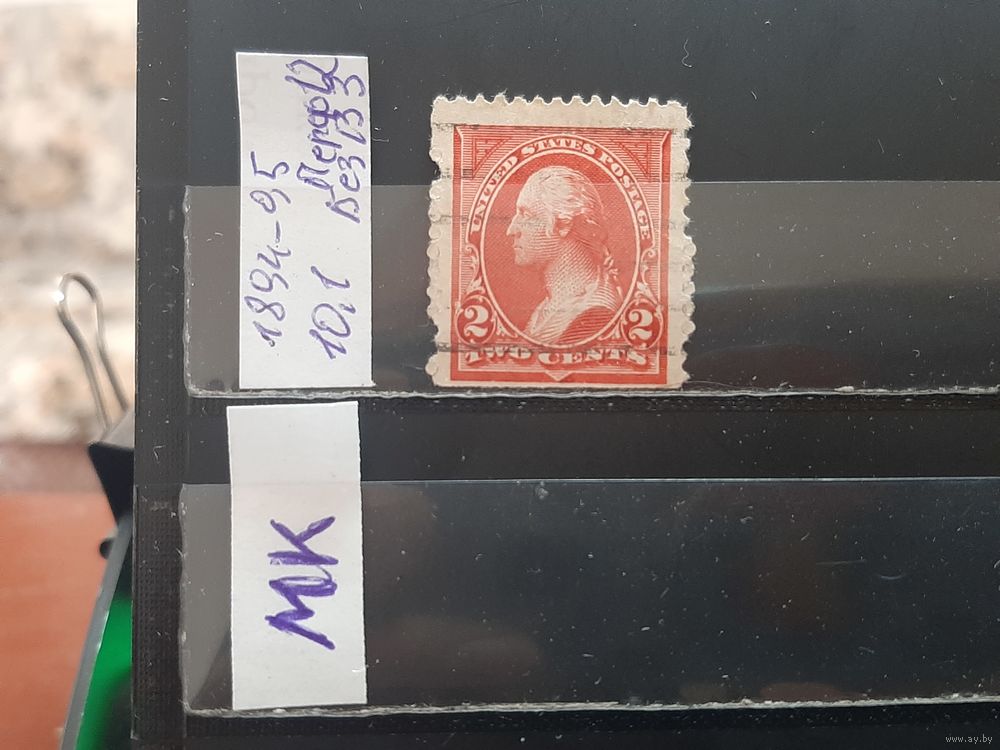 1894-95
10.1
Перф 12
Без ВЗ
UNITED STATES POSTAGE
2 2
TWO CENTS
МК
www.ay.by